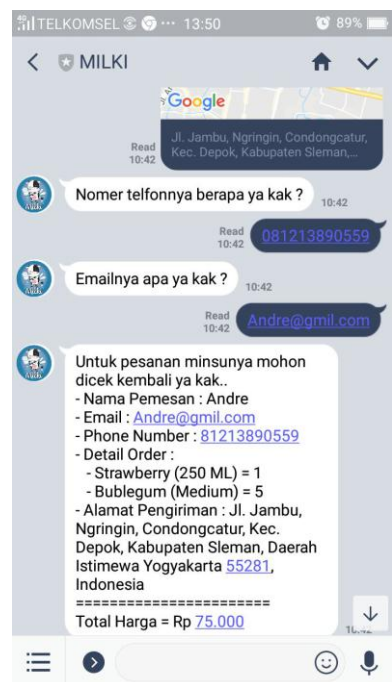 TELKOMSEL ... 13:50 89%
MILKI
Google
Jl. Jambu, Ngringin, Condongcatur,
Kec. Depok, Kabupaten Sleman,...
Read
10:42
Nomer telfonnya berapa ya kak ?
10:42
Read
10:42
081213890559
Emailnya apa ya kak ?
10:42
Read
10:42
Andre@gmil.com
Untuk pesanan minsunya mohon
dicek kembali ya kak..
- Nama Pemesan : Andre
- Email : Andre@gmil.com
- Phone Number : 81213890559
- Detail Order :
- Strawberry (250 ML) = 1
- Bublegum (Medium) = 5
- Alamat Pengiriman : Jl. Jambu,
Ngringin, Condongcatur, Kec.
Depok, Kabupaten Sleman, Daerah
Istimewa Yogyakarta 55281,
Indonesia
=======================
Total Harga = Rp 75.000
10:42